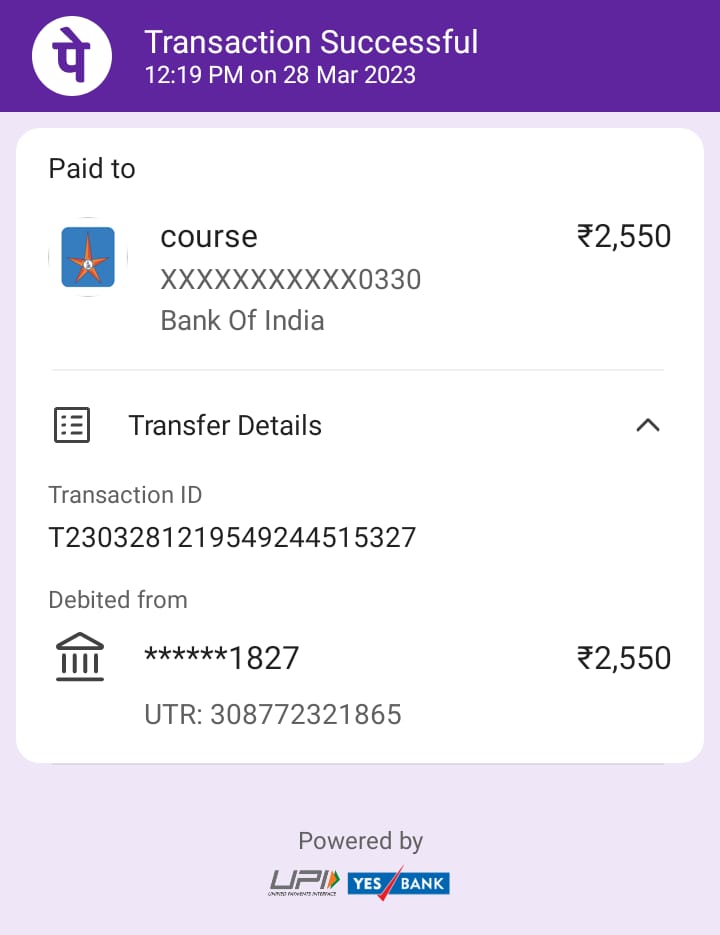 पे
Transaction Successful
12:19 PM on 28 Mar 2023
Paid to
course ₹2,550
XXXXXXXXXXX0330
Bank Of India
Transfer Details
Transaction ID
T2303281219549244515327
Debited from
******1827 ₹2,550
UTR: 308772321865
Powered by
UPI YES BANK
UNIFIED PAYMENTS INTERFACE